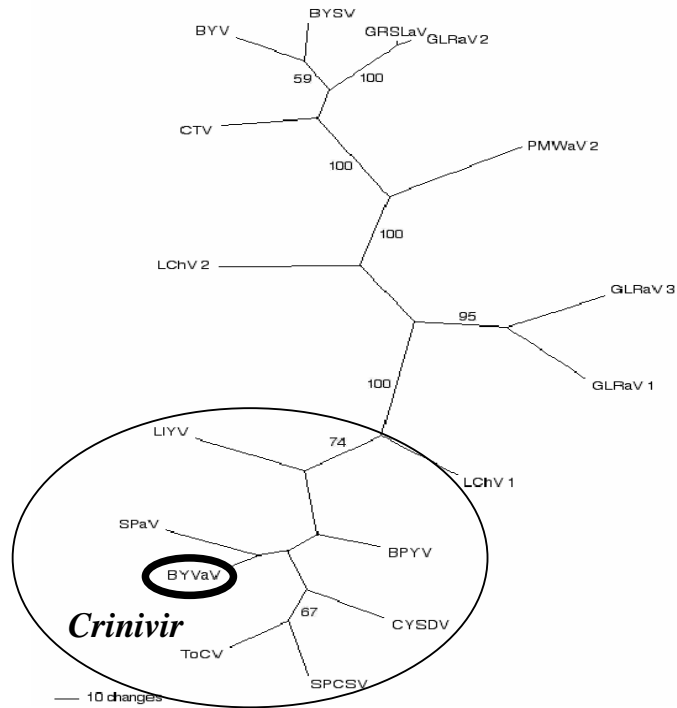 BYSV
BYV
GRSLaV
GLRaV 2
59
100
CTV
PMWaV 2
100
100
LChV 2
GLRaV 3
95
GLRaV 1
100
LIYV
74
LChV 1
SPaV
BPYV
BYVaV
67
CYSDV
Crinivir
ToCV
SPCSV
10 changes